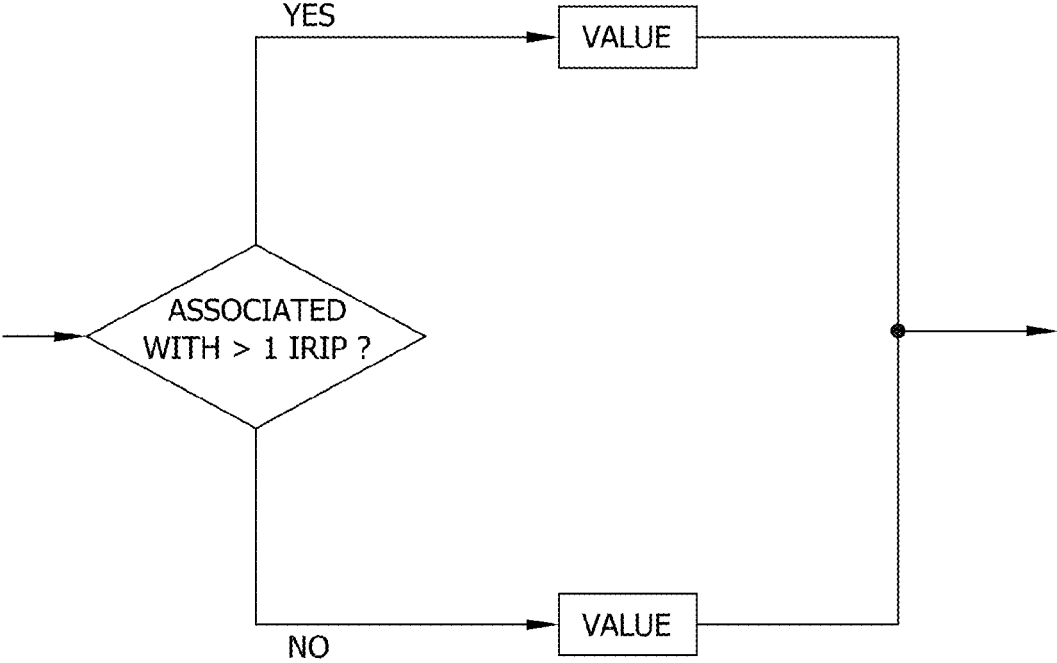 YES
VALUE
ASSOCIATED
WITH > 1 IRIP ?
VALUE
NO